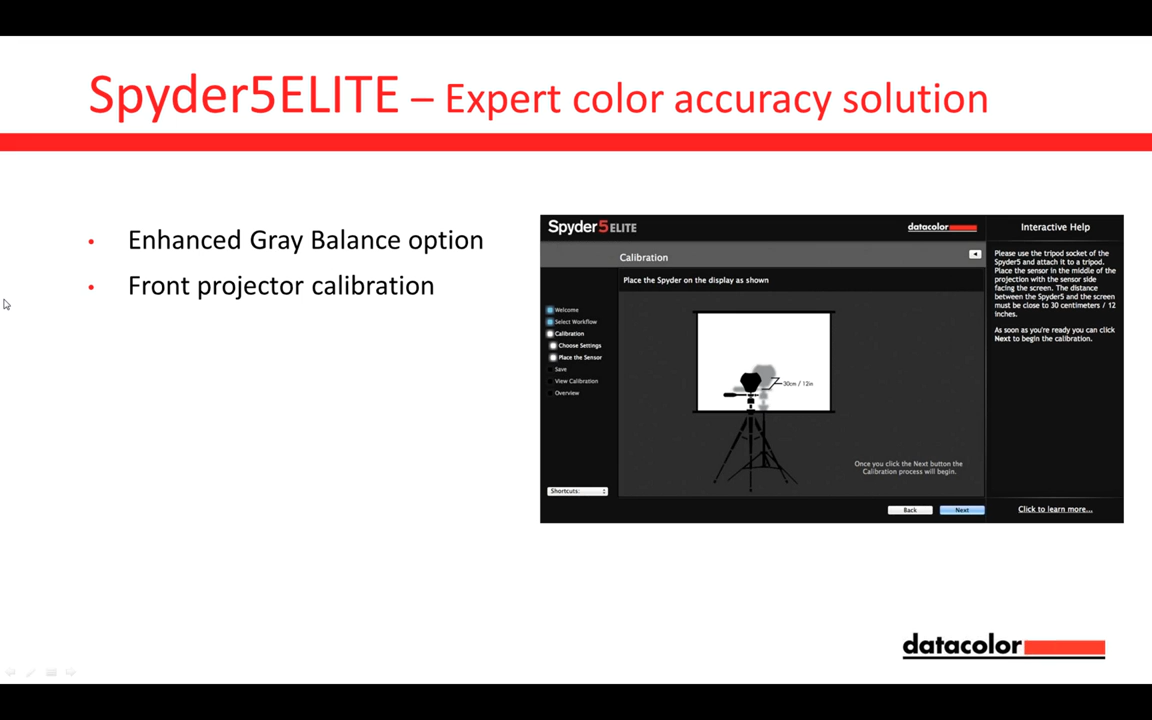 Spyder5ELITE – Expert color accuracy solution
• Enhanced Gray Balance option
• Front projector calibration
Spyder5ELITE
datacolor
Calibration
Place the Spyder on the display as shown
Welcome
Select Workflow
Calibration
Choose Settings
Place the Sensor
Save
View Calibration
Overview
30cm / 12in
Once you click the Next button the
Calibration process will begin.
Shortcuts:
Back
Next
Interactive Help
Please use the tripod socket of the
Spyder5 and attach it to a tripod.
Place the sensor in the middle of the
projection with the sensor side
facing the screen. The distance
between the Spyder5 and the screen
must be close to 30 centimeters / 12
inches.
As soon as you're ready you can click
Next to begin the calibration.
Click to learn more...
datacolor